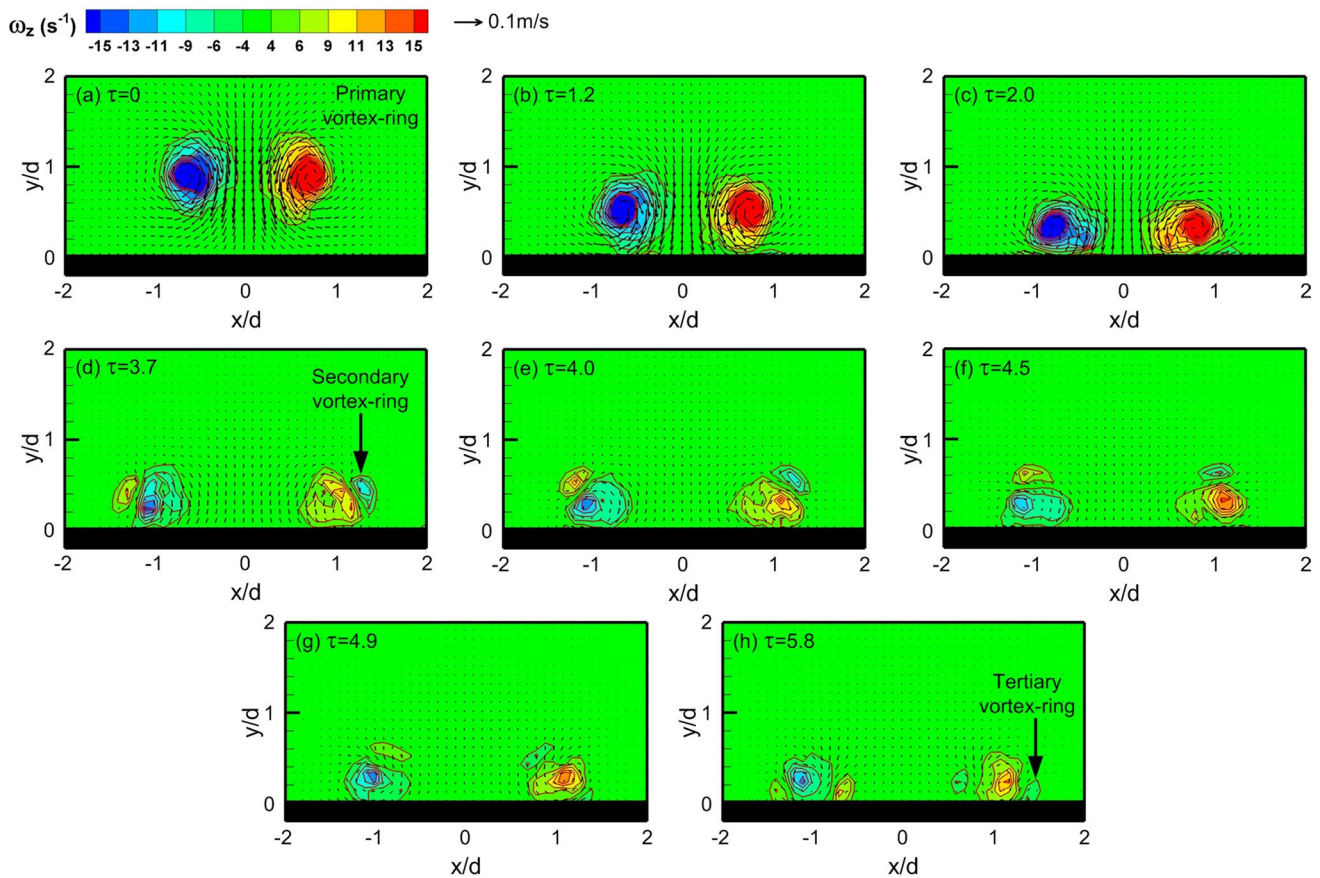 ωz (s-1)
-15 -13 -11 -9 -6 -4 4 6 9 11 13 15
0.1m/s
(a) τ=0
Primary
vortex-ring
2
1
0
y/d
-2 -1 0 1 2
x/d
(b) τ=1.2
2
1
0
y/d
-2 -1 0 1 2
x/d
(c) τ=2.0
2
1
0
y/d
-2 -1 0 1 2
x/d
(d) τ=3.7
Secondary
vortex-ring
2
1
0
y/d
-2 -1 0 1 2
x/d
(e) τ=4.0
2
1
0
y/d
-2 -1 0 1 2
x/d
(f) τ=4.5
2
1
0
y/d
-2 -1 0 1 2
x/d
(g) τ=4.9
2
1
0
y/d
-2 -1 0 1 2
x/d
(h) τ=5.8
Tertiary
vortex-ring
2
1
0
y/d
-2 -1 0 1 2
x/d